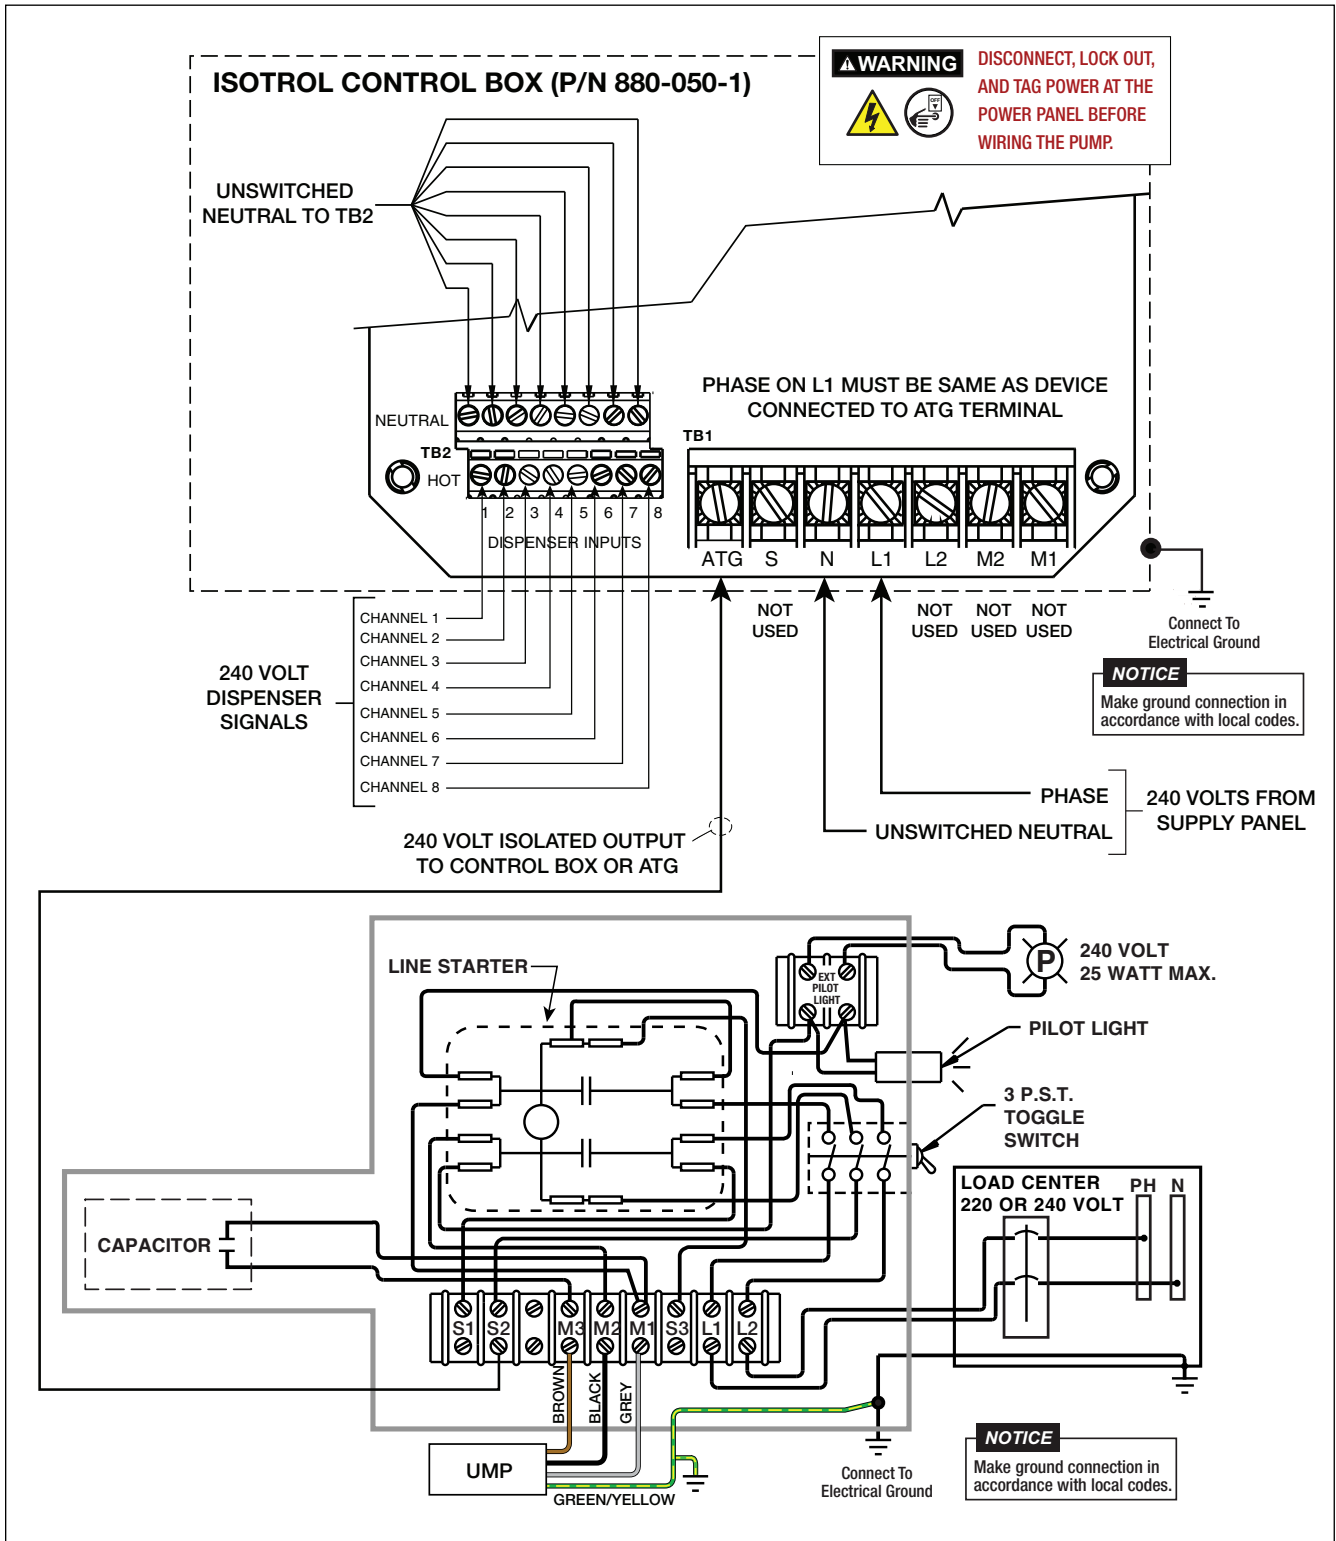 WARNING
DISCONNECT, LOCK OUT,
AND TAG POWER AT THE
POWER PANEL BEFORE
WIRING THE PUMP.
OFF
ISOTROL CONTROL BOX (P/N 880-050-1)
UNSWITCHED
NEUTRAL TO TB2
PHASE ON L1 MUST BE SAME AS DEVICE
CONNECTED TO ATG TERMINAL
NEUTRAL
TB2
HOT
TB1
1 2 3 4 5 6 7 8
DISPENSER INPUTS
ATG S N L1 L2 M2 M1
NOT
USED
NOT
USED
NOT
USED
NOT
USED
Connect To
Electrical Ground
NOTICE
Make ground connection in
accordance with local codes.
240 VOLT
DISPENSER
SIGNALS
CHANNEL 1
CHANNEL 2
CHANNEL 3
CHANNEL 4
CHANNEL 5
CHANNEL 6
CHANNEL 7
CHANNEL 8
PHASE
UNSWITCHED NEUTRAL
240 VOLTS FROM
SUPPLY PANEL
240 VOLT ISOLATED OUTPUT
TO CONTROL BOX OR ATG
LINE STARTER
EXT
PILOT
LIGHT
P
240 VOLT
25 WATT MAX.
PILOT LIGHT
3 P.S.T.
TOGGLE
SWITCH
LOAD CENTER
220 OR 240 VOLT
PH N
CAPACITOR
S1 S2 M3 M2 M1 S3 L1 L2
BROWN
BLACK
GREY
UMP
GREEN/YELLOW
Connect To
Electrical Ground
NOTICE
Make ground connection in
accordance with local codes.